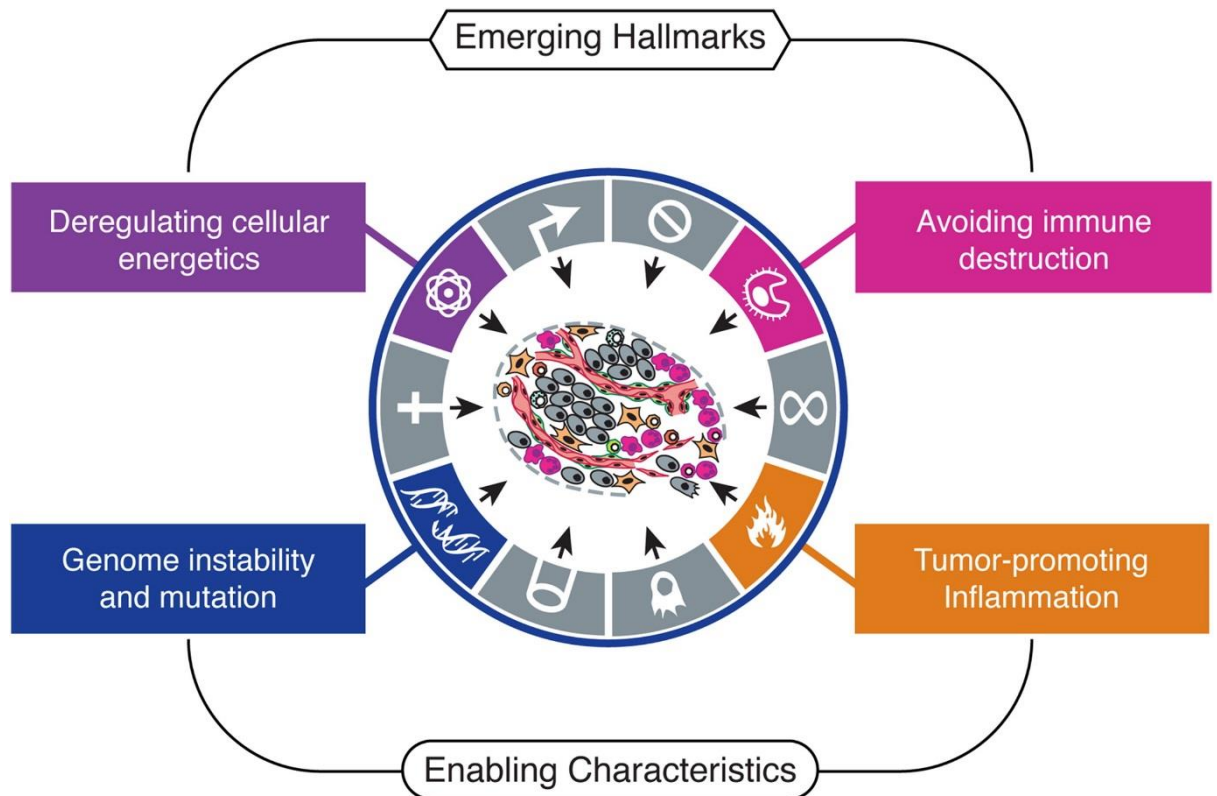 Emerging Hallmarks
Deregulating cellular
energetics
Avoiding immune
destruction
Genome instability
and mutation
Tumor-promoting
Inflammation
Enabling Characteristics